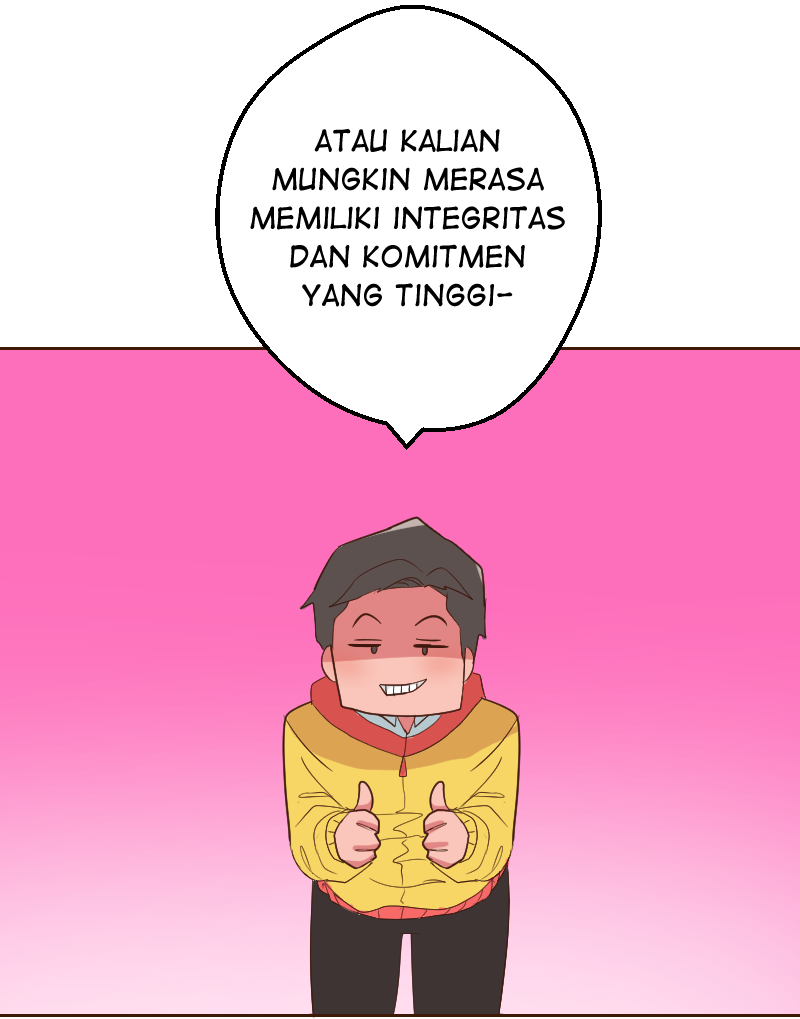 ATAU KALIAN
MUNGKIN MERASA
MEMILIKI INTEGRITAS
DAN KOMITMEN
YANG TINGGI-